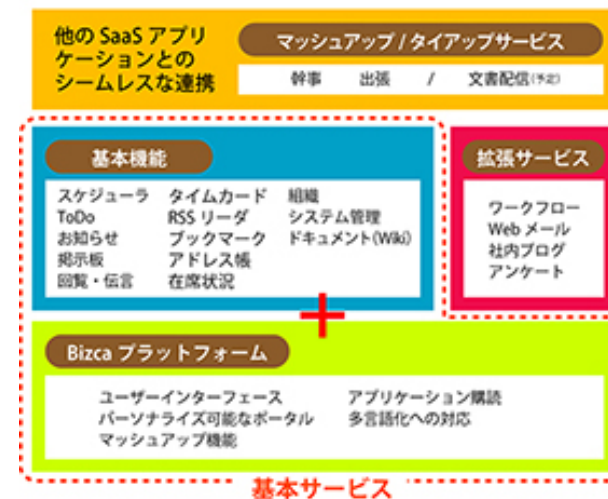 他の SaaS アプリ
ケーションとの
シームレスな連携
マッシュアップ / タイアップサービス
幹事 出張 / 文書配信(予定)
基本機能
スケジューラ タイムカード 組織
ToDo RSS リーダ システム管理
お知らせ ブックマーク ドキュメント(Wiki)
掲示板 アドレス帳
回覧・伝言 在席状況
拡張サービス
ワークフロー
Web メール
社内ブログ
アンケート
+
Bizca プラットフォーム
ユーザーインターフェース アプリケーション購読
パーソナライズ可能なポータル 多言語化への対応
マッシュアップ機能
基本サービス